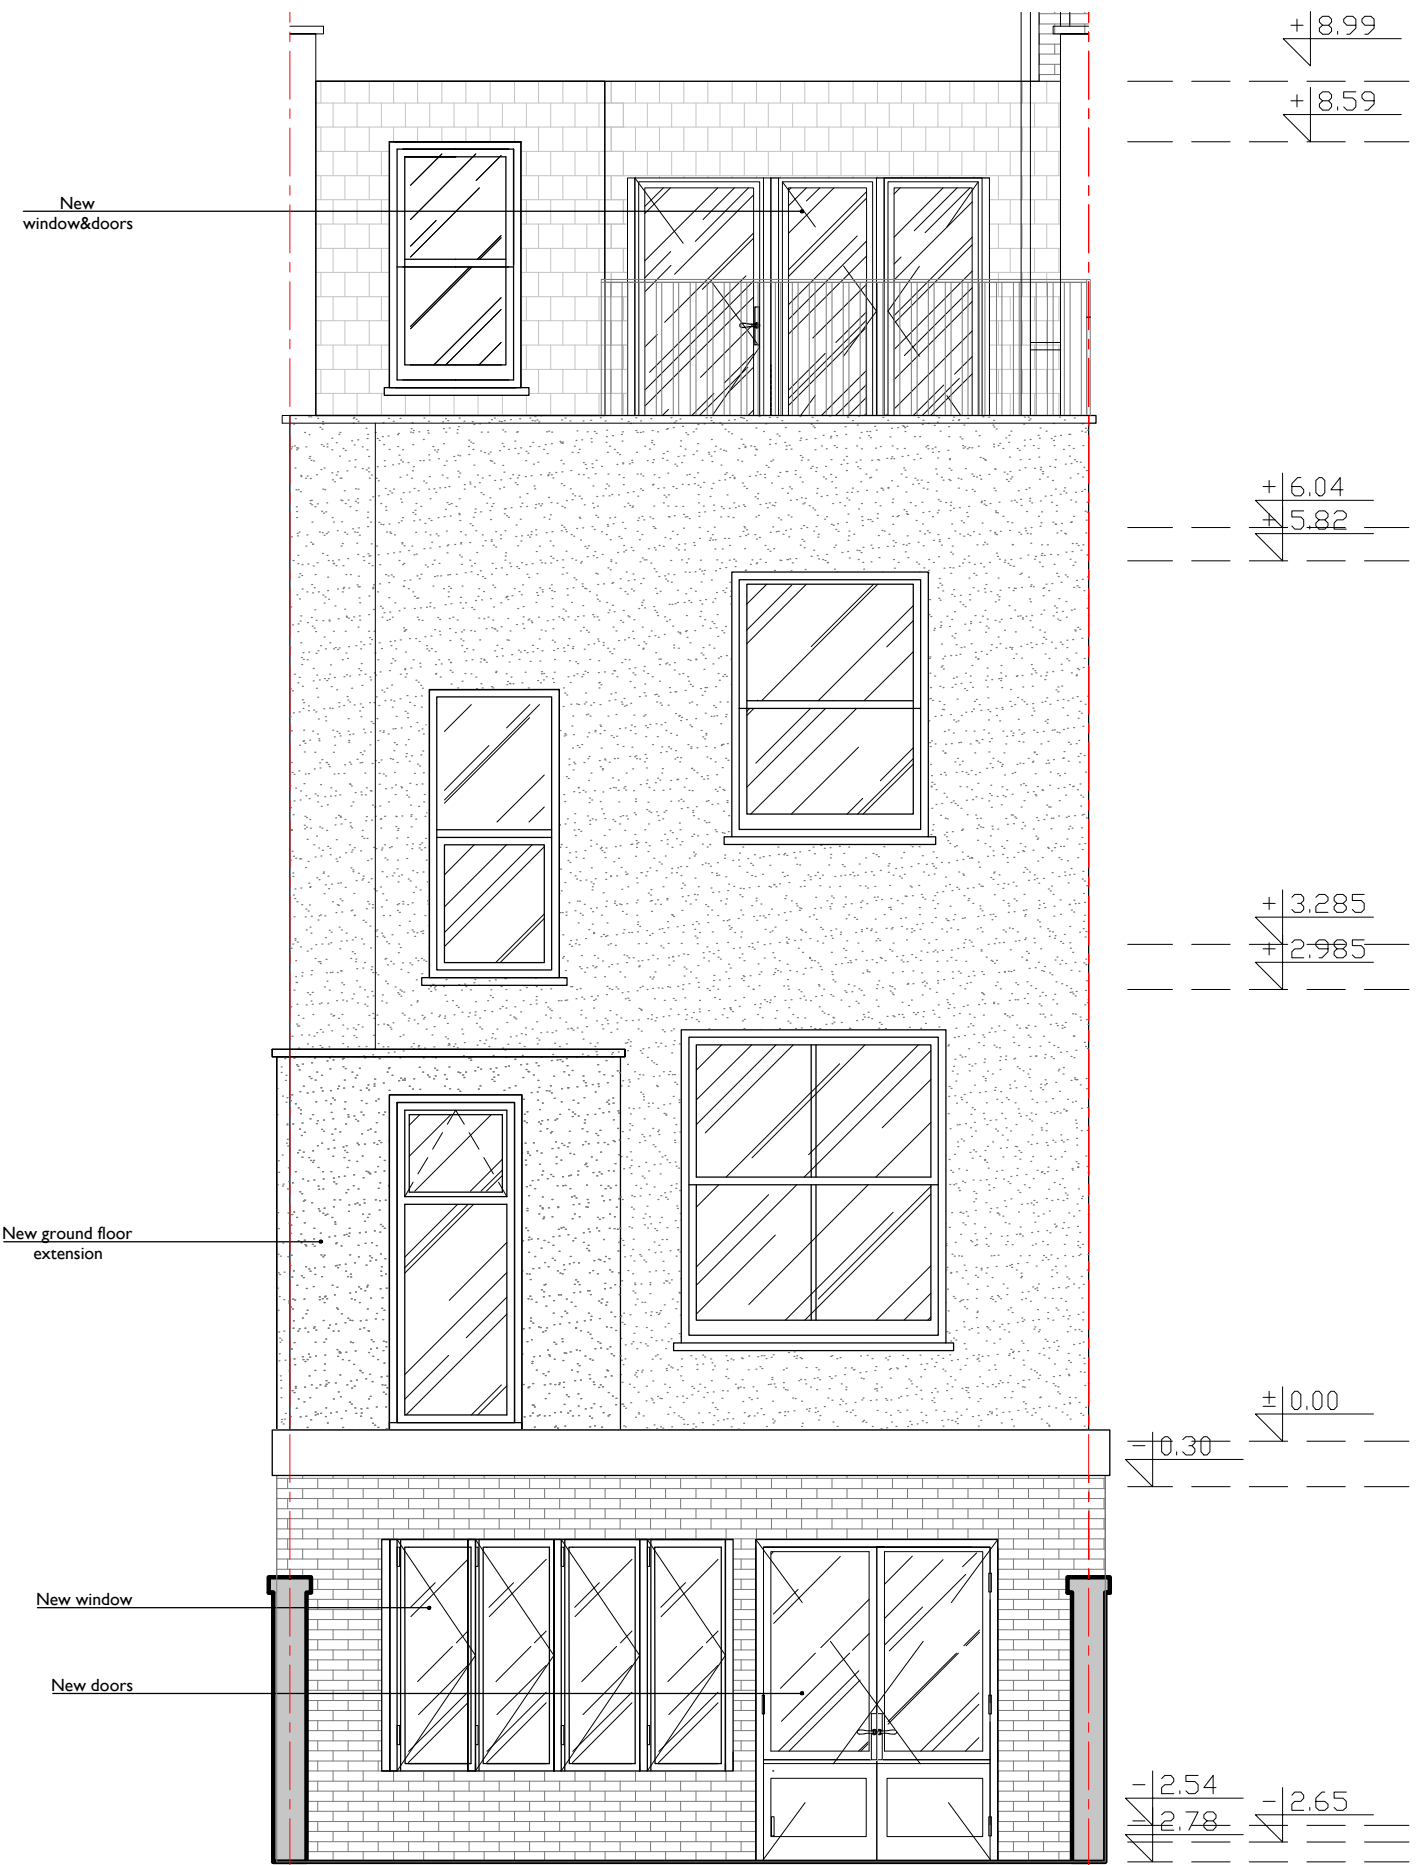 + 8.99
+ 8.59
New
window&doors
+ 6.04
+ 5.82
+ 3.285
+ 2.985
New ground floor
extension
± 0.00
- 0.30
New window
New doors
- 2.54
- 2.65
- 2.78